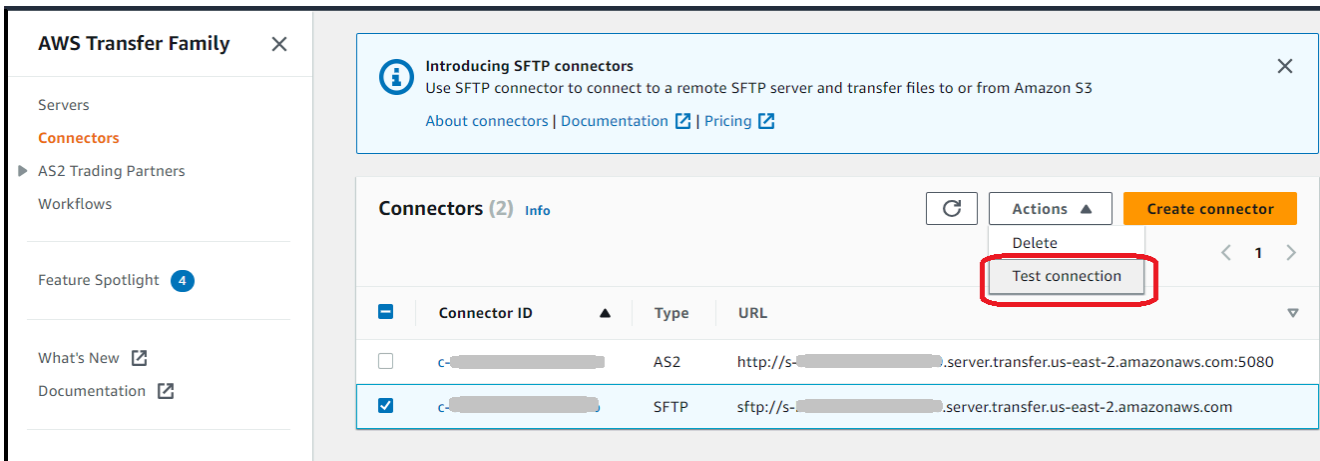 AWS Transfer Family
Servers
Connectors
AS2 Trading Partners
Workflows
Feature Spotlight 4
What's New
Documentation
Introducing SFTP connectors
Use SFTP connector to connect to a remote SFTP server and transfer files to or from Amazon S3
About connectors | Documentation | Pricing
Connectors (2) Info
Actions
Create connector
Delete
Test connection
1
Connector ID Type URL
c- AS2 http://s- .server.transfer.us-east-2.amazonaws.com:5080
c- SFTP sftp://s- .server.transfer.us-east-2.amazonaws.com